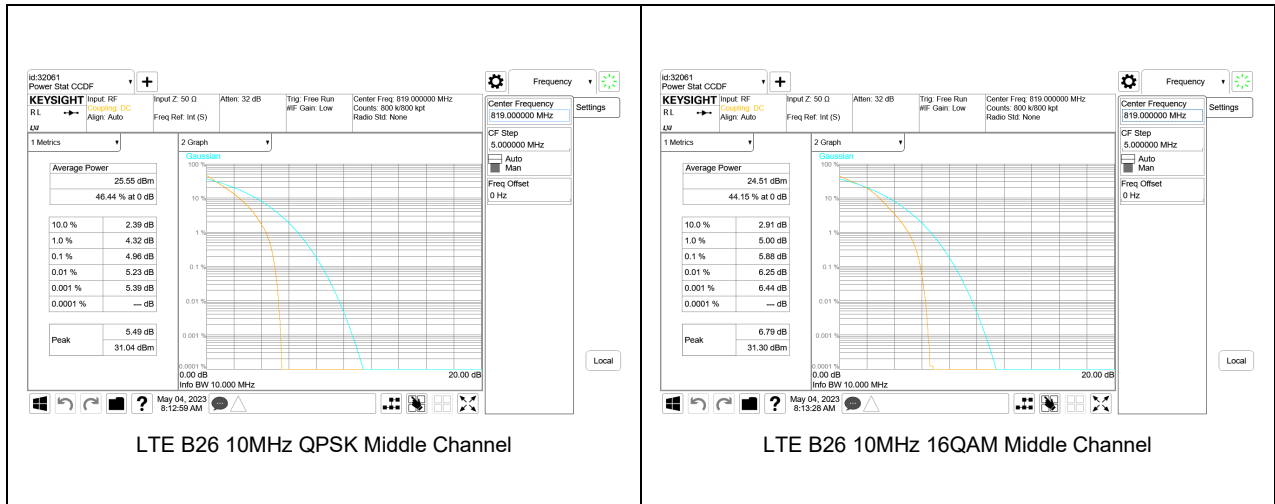 id:32061
Power Stat CCDF
+
Frequency
KEYSIGHT Input: RF Input Z: 50 Ω Atten: 32 dB Trig: Free Run Center Freq: 819.000000 MHz
RL Coupling: DC #IF Gain: Low Counts: 800 k/800 kpt
Align: Auto Freq Ref: Int (S) Radio Std: None
LXI
Center Frequency
819.000000 MHz
Settings
CF Step
5.000000 MHz
Auto
Man
Freq Offset
0 Hz
1 Metrics
2 Graph
Average Power
25.55 dBm
46.44 % at 0 dB
10.0 % 2.39 dB
1.0 % 4.32 dB
0.1 % 4.96 dB
0.01 % 5.23 dB
0.001 % 5.39 dB
0.0001 % --- dB
Peak 5.49 dB
31.04 dBm
Gaussian
100 %
10 %
1 %
0.1 %
0.01 %
0.001 %
0.0001 %
0.00 dB 20.00 dB
Info BW 10.000 MHz
Local
?
May 04, 2023
8:12:59 AM
LTE B26 10MHz QPSK Middle Channel
id:32061
Power Stat CCDF
+
Frequency
KEYSIGHT Input: RF Input Z: 50 Ω Atten: 32 dB Trig: Free Run Center Freq: 819.000000 MHz
RL Coupling: DC #IF Gain: Low Counts: 800 k/800 kpt
Align: Auto Freq Ref: Int (S) Radio Std: None
LXI
Center Frequency
819.000000 MHz
Settings
CF Step
5.000000 MHz
Auto
Man
Freq Offset
0 Hz
1 Metrics
2 Graph
Average Power
24.51 dBm
44.15 % at 0 dB
10.0 % 2.91 dB
1.0 % 5.00 dB
0.1 % 5.88 dB
0.01 % 6.25 dB
0.001 % 6.44 dB
0.0001 % --- dB
Peak 6.79 dB
31.30 dBm
Gaussian
100 %
10 %
1 %
0.1 %
0.01 %
0.001 %
0.0001 %
0.00 dB 20.00 dB
Info BW 10.000 MHz
Local
?
May 04, 2023
8:13:28 AM
LTE B26 10MHz 16QAM Middle Channel